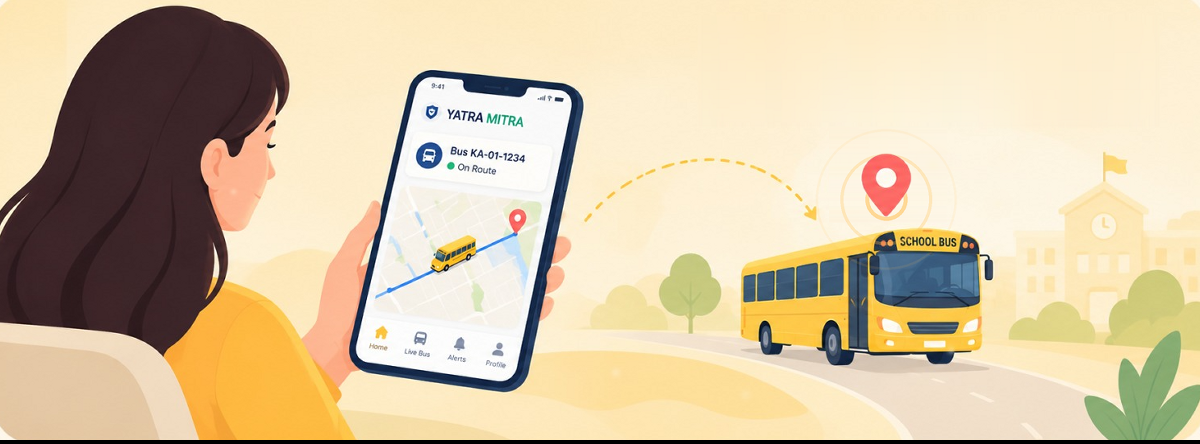 9:41
YATRA MITRA
Bus KA-01-1234
On Route
Home
Live Bus
Alerts
Profile
SCHOOL BUS